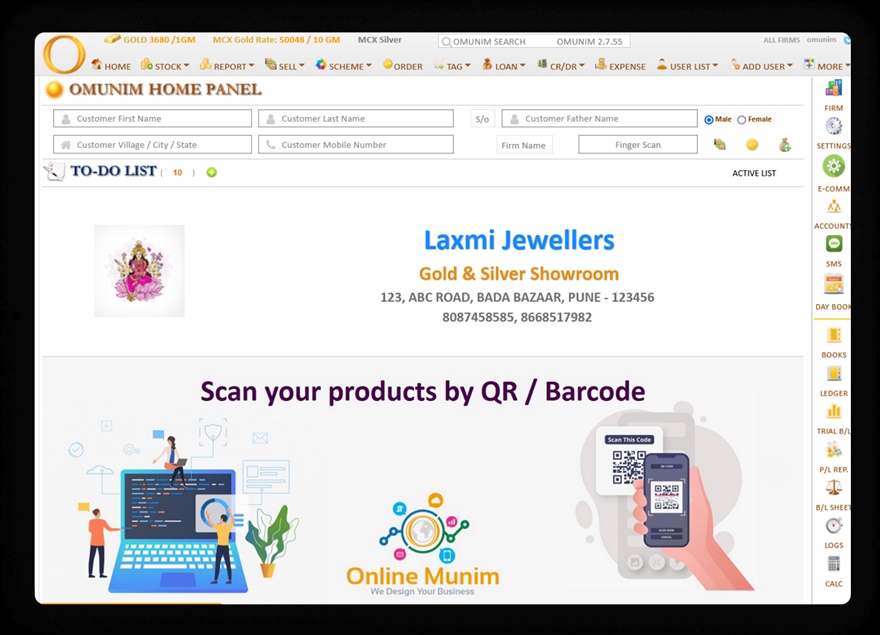 GOLD 3680 /1GM MCX Gold Rate: 50048 / 10 GM MCX Silver OMUNIM SEARCH OMUNIM 2.7.55 ALL FIRMS omunim
HOME STOCK REPORT SELL SCHEME ORDER TAG LOAN CR/DR EXPENSE USER LIST ADD USER MORE
OMUNIM HOME PANEL
Customer First Name Customer Last Name S/o Customer Father Name Male Female
Customer Village / City / State Customer Mobile Number Firm Name Finger Scan
TO-DO LIST ( 10 ) ACTIVE LIST
Laxmi Jewellers
Gold & Silver Showroom
123, ABC ROAD, BADA BAZAAR, PUNE - 123456
8087458585, 8668517982
Scan your products by QR / Barcode
Scan This Code
Online Munim
We Design Your Business
FIRM
SETTINGS
E-COMM
ACCOUNTS
SMS
DAY BOOK
BOOKS
LEDGER
TRIAL B/L
P/L REP.
B/L SHEET
LOGS
CALC